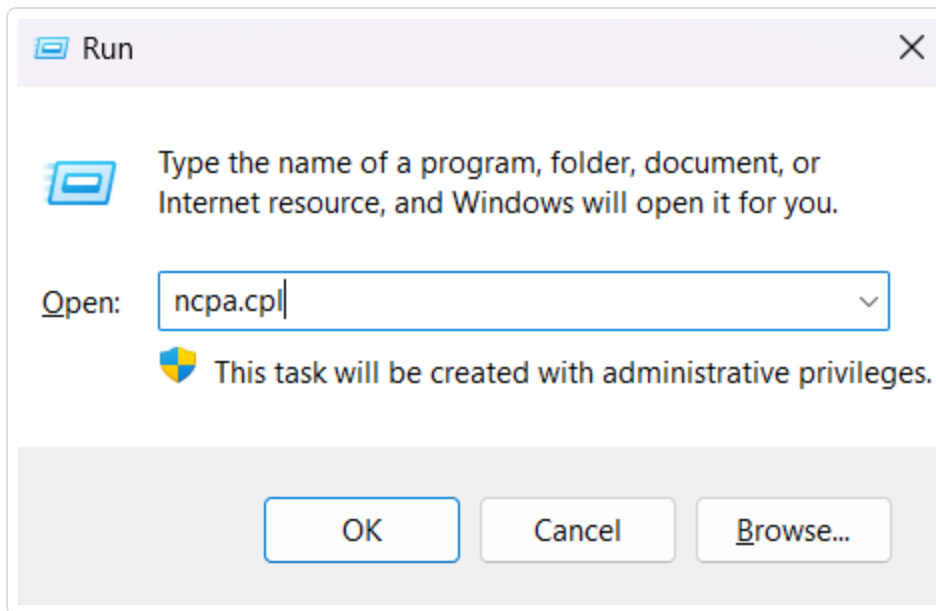 Run
Type the name of a program, folder, document, or
Internet resource, and Windows will open it for you.
Open: ncpa.cpl
This task will be created with administrative privileges.
OK Cancel Browse...